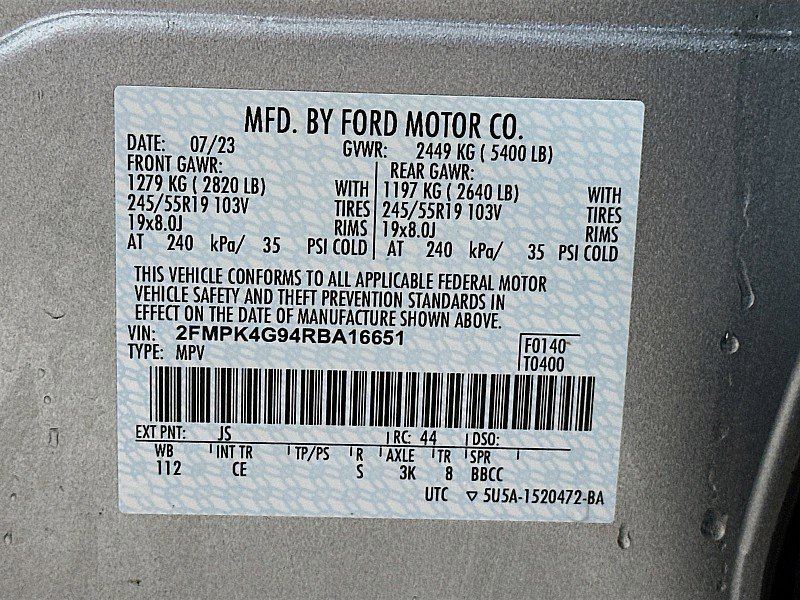 MFD. BY FORD MOTOR CO.
DATE: 07/23 GVWR: 2449 KG ( 5400 LB)
FRONT GAWR: REAR GAWR:
1279 KG ( 2820 LB) WITH 1197 KG ( 2640 LB) WITH
245/55R19 103V TIRES 245/55R19 103V TIRES
19x8.0J RIMS 19x8.0J RIMS
AT 240 kPa/ 35 PSI COLD AT 240 kPa/ 35 PSI COLD
THIS VEHICLE CONFORMS TO ALL APPLICABLE FEDERAL MOTOR
VEHICLE SAFETY AND THEFT PREVENTION STANDARDS IN
EFFECT ON THE DATE OF MANUFACTURE SHOWN ABOVE.
VIN: 2FMPK4G94RBA16651
TYPE: MPV
F0140
T0400
EXT PNT: JS RC: 44 DSO:
WB INT TR TP/PS R AXLE TR SPR
112 CE S 3K 8 BBCC
UTC ▽ 5U5A-1520472-BA